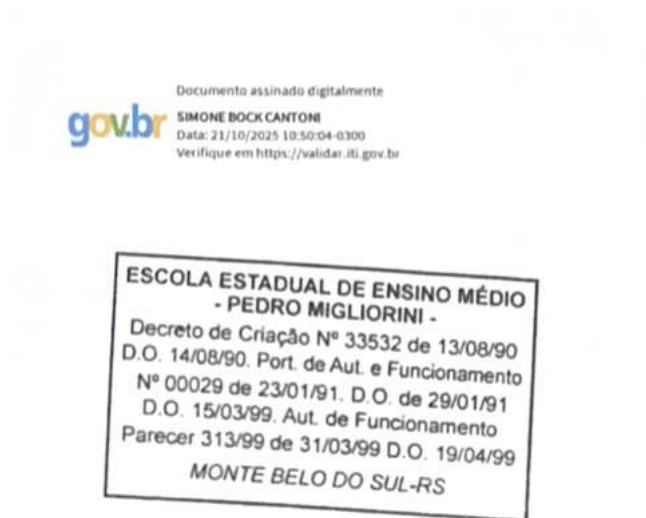 Documento assinado digitalmente
gov.br
SIMONE BOCK CANTONI
Data: 21/10/2025 10:50:04-0300
Verifique em https://validar.iti.gov.br
ESCOLA ESTADUAL DE ENSINO MÉDIO
- PEDRO MIGLIORINI -
Decreto de Criação Nº 33532 de 13/08/90
D.O. 14/08/90. Port. de Aut. e Funcionamento
Nº 00029 de 23/01/91. D.O. de 29/01/91
D.O. 15/03/99. Aut. de Funcionamento
Parecer 313/99 de 31/03/99 D.O. 19/04/99
MONTE BELO DO SUL-RS